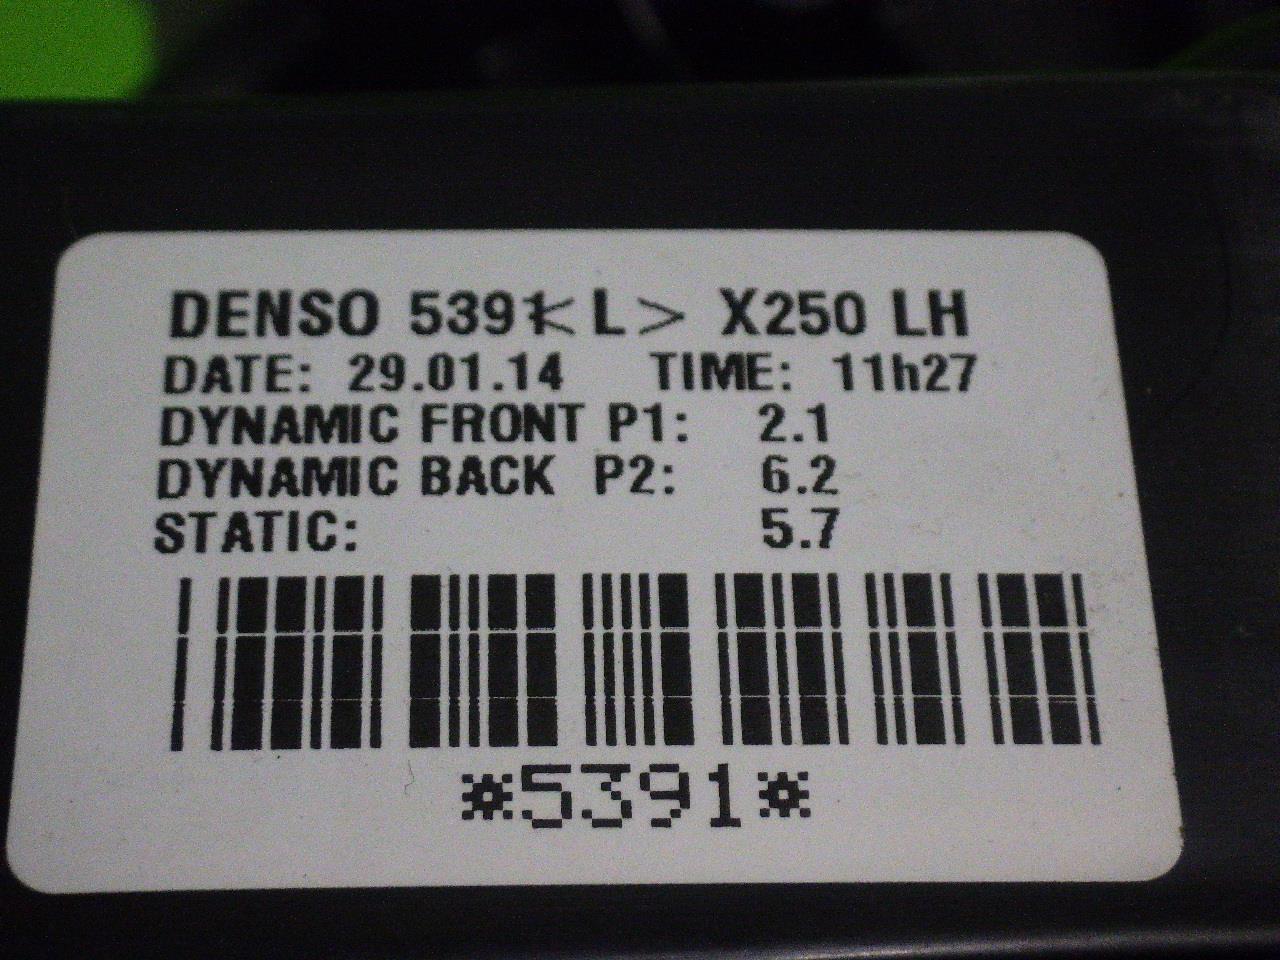 DENSO 5391< L > X250 LH
DATE: 29.01.14 TIME: 11h27
DYNAMIC FRONT P1: 2.1
DYNAMIC BACK P2: 6.2
STATIC: 5.7
*5391*